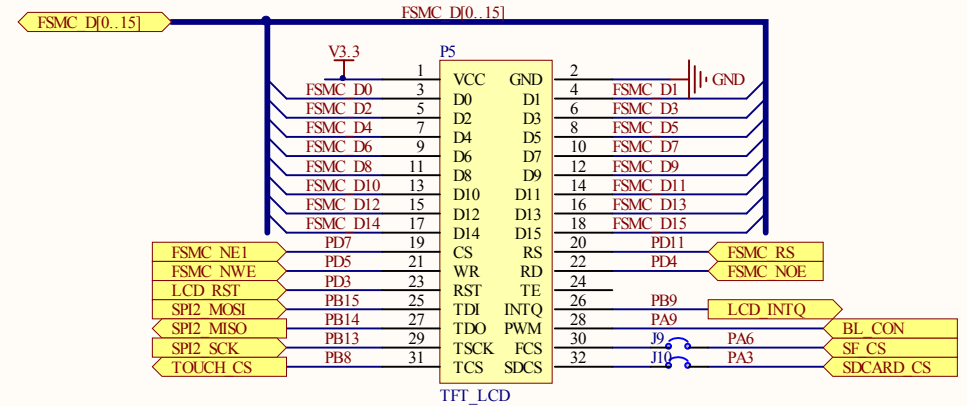 FSMC_D[0..15]
FSMC_D[0..15]
V3.3 P5
1 VCC GND 2 GND
FSMC_D0 3 D0 D1 4 FSMC_D1
FSMC_D2 5 D2 D3 6 FSMC_D3
FSMC_D4 7 D4 D5 8 FSMC_D5
FSMC_D6 9 D6 D7 10 FSMC_D7
FSMC_D8 11 D8 D9 12 FSMC_D9
FSMC_D10 13 D10 D11 14 FSMC_D11
FSMC_D12 15 D12 D13 16 FSMC_D13
FSMC_D14 17 D14 D15 18 FSMC_D15
FSMC_NE1 PD7 19 CS RS 20 PD11 FSMC_RS
FSMC_NWE PD5 21 WR RD 22 PD4 FSMC_NOE
LCD_RST PD3 23 RST TE 24
SPI2_MOSI PB15 25 TDI INTQ 26 PB9 LCD_INTQ
SPI2_MISO PB14 27 TDO PWM 28 PA9 BL_CON
SPI2_SCK PB13 29 TSCK FCS 30 J9 PA6 SF_CS
TOUCH_CS PB8 31 TCS SDCS 32 J10 PA3 SDCARD_CS
TFT_LCD